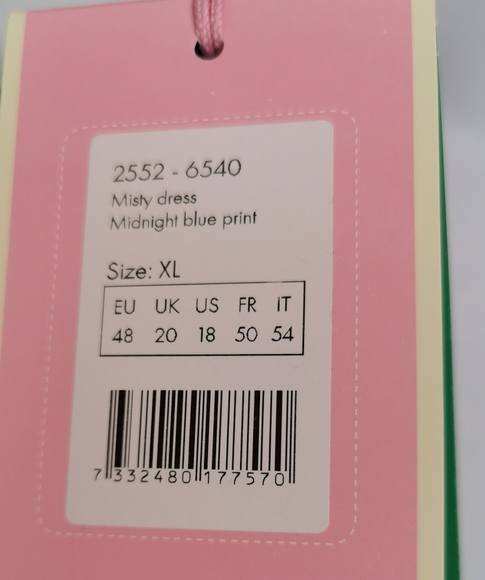 2552 - 6540
Misty dress
Midnight blue print
Size: XL
EU UK US FR IT
48 20 18 50 54
7 332480 177570